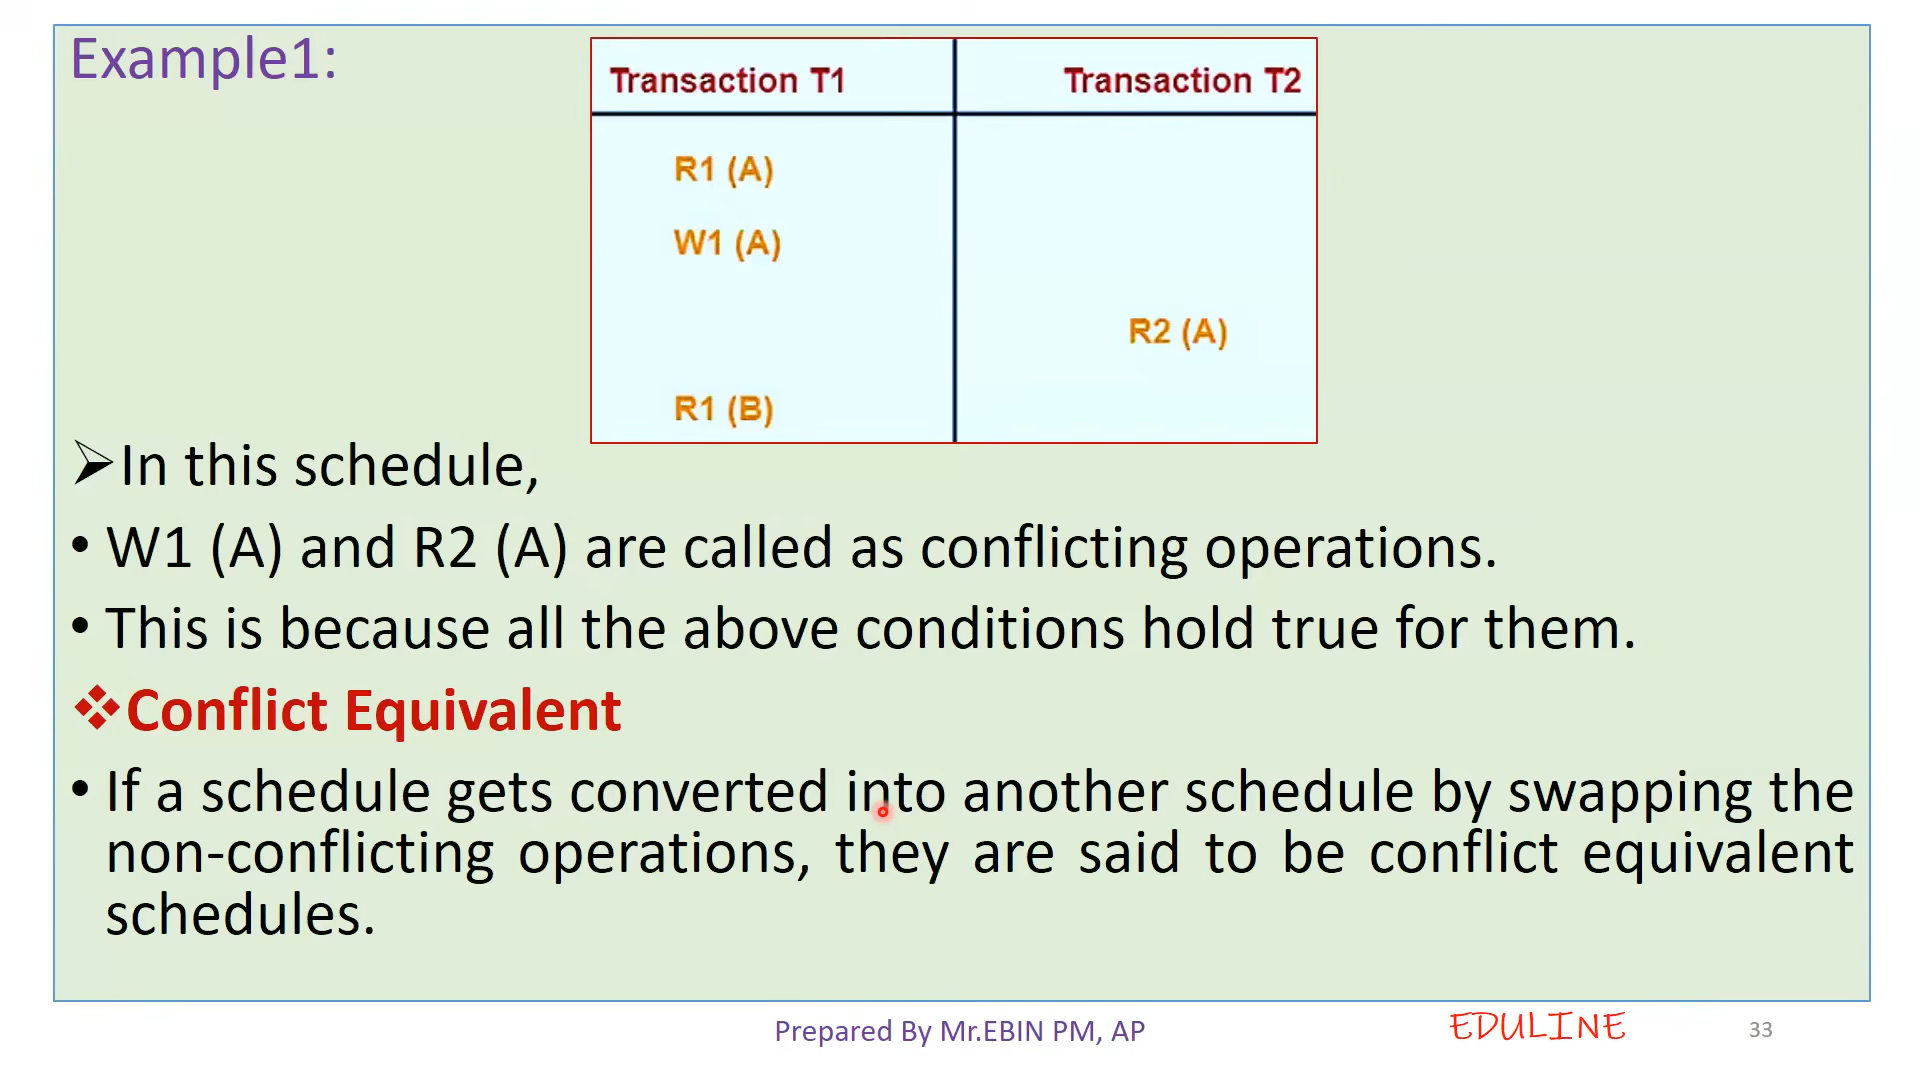 Example1:
Transaction T1 Transaction T2
R1 (A)
W1 (A)
R2 (A)
R1 (B)
➢In this schedule,
• W1 (A) and R2 (A) are called as conflicting operations.
• This is because all the above conditions hold true for them.
❖Conflict Equivalent
• If a schedule gets converted into another schedule by swapping the
non-conflicting operations, they are said to be conflict equivalent
schedules.
Prepared By Mr.EBIN PM, AP EDULINE 33